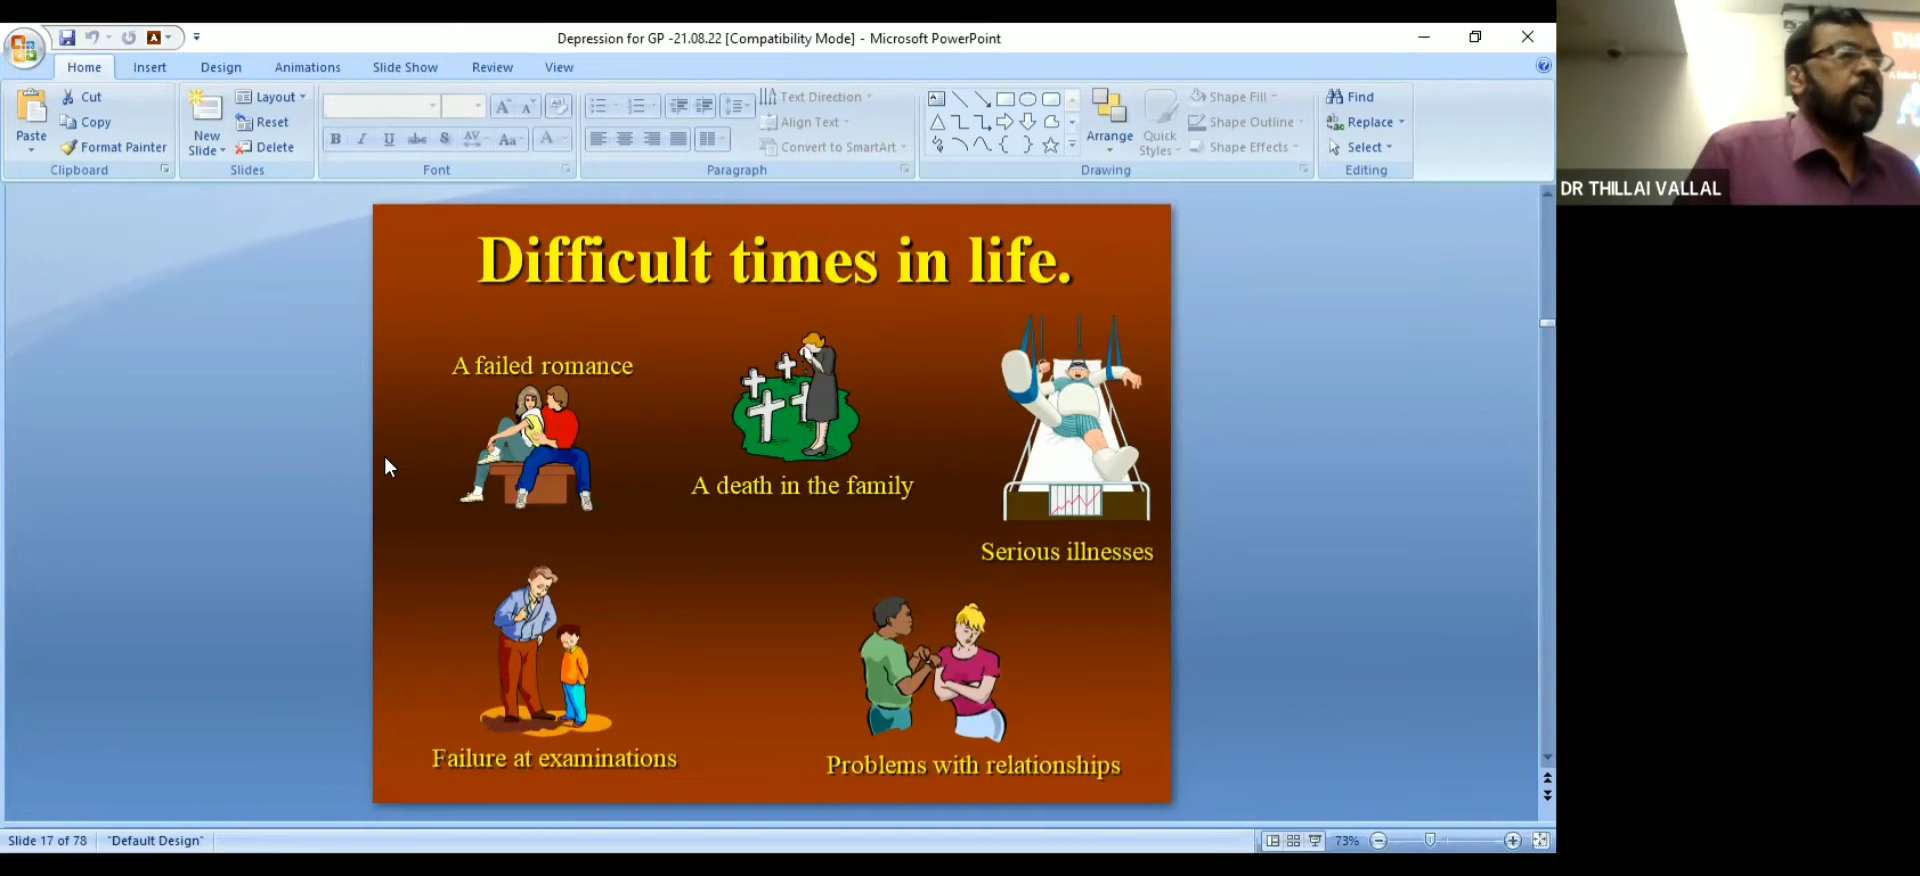 Depression for GP -21.08.22 [Compatibility Mode] - Microsoft PowerPoint
Home Insert Design Animations Slide Show Review View
Paste
Cut
Copy
Format Painter
Clipboard
New Slide
Layout
Reset
Delete
Slides
B I U abc S AV Aa A
Font
Text Direction
Align Text
Convert to SmartArt
Paragraph
Arrange
Quick Styles
Shape Fill
Shape Outline
Shape Effects
Drawing
Find
Replace
Select
Editing
DR THILLAI VALLAL
Difficult times in life.
A failed romance
A death in the family
Serious illnesses
Failure at examinations
Problems with relationships
Slide 17 of 78 "Default Design" 73%